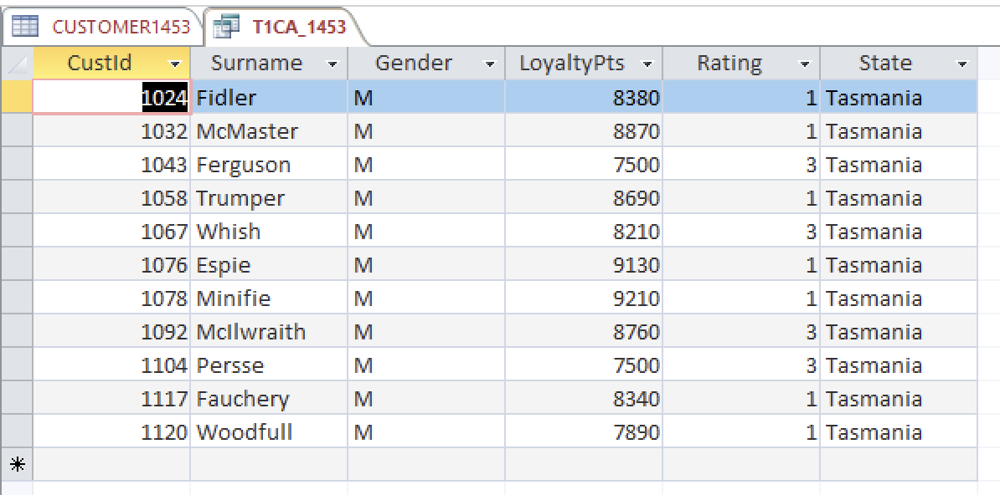 CUSTOMER1453 T1CA_1453
CustId Surname Gender LoyaltyPts Rating State
1024 Fidler M 8380 1 Tasmania
1032 McMaster M 8870 1 Tasmania
1043 Ferguson M 7500 3 Tasmania
1058 Trumper M 8690 1 Tasmania
1067 Whish M 8210 3 Tasmania
1076 Espie M 9130 1 Tasmania
1078 Minifie M 9210 1 Tasmania
1092 McIlwraith M 8760 3 Tasmania
1104 Persse M 7500 3 Tasmania
1117 Fauchery M 8340 1 Tasmania
1120 Woodfull M 7890 1 Tasmania